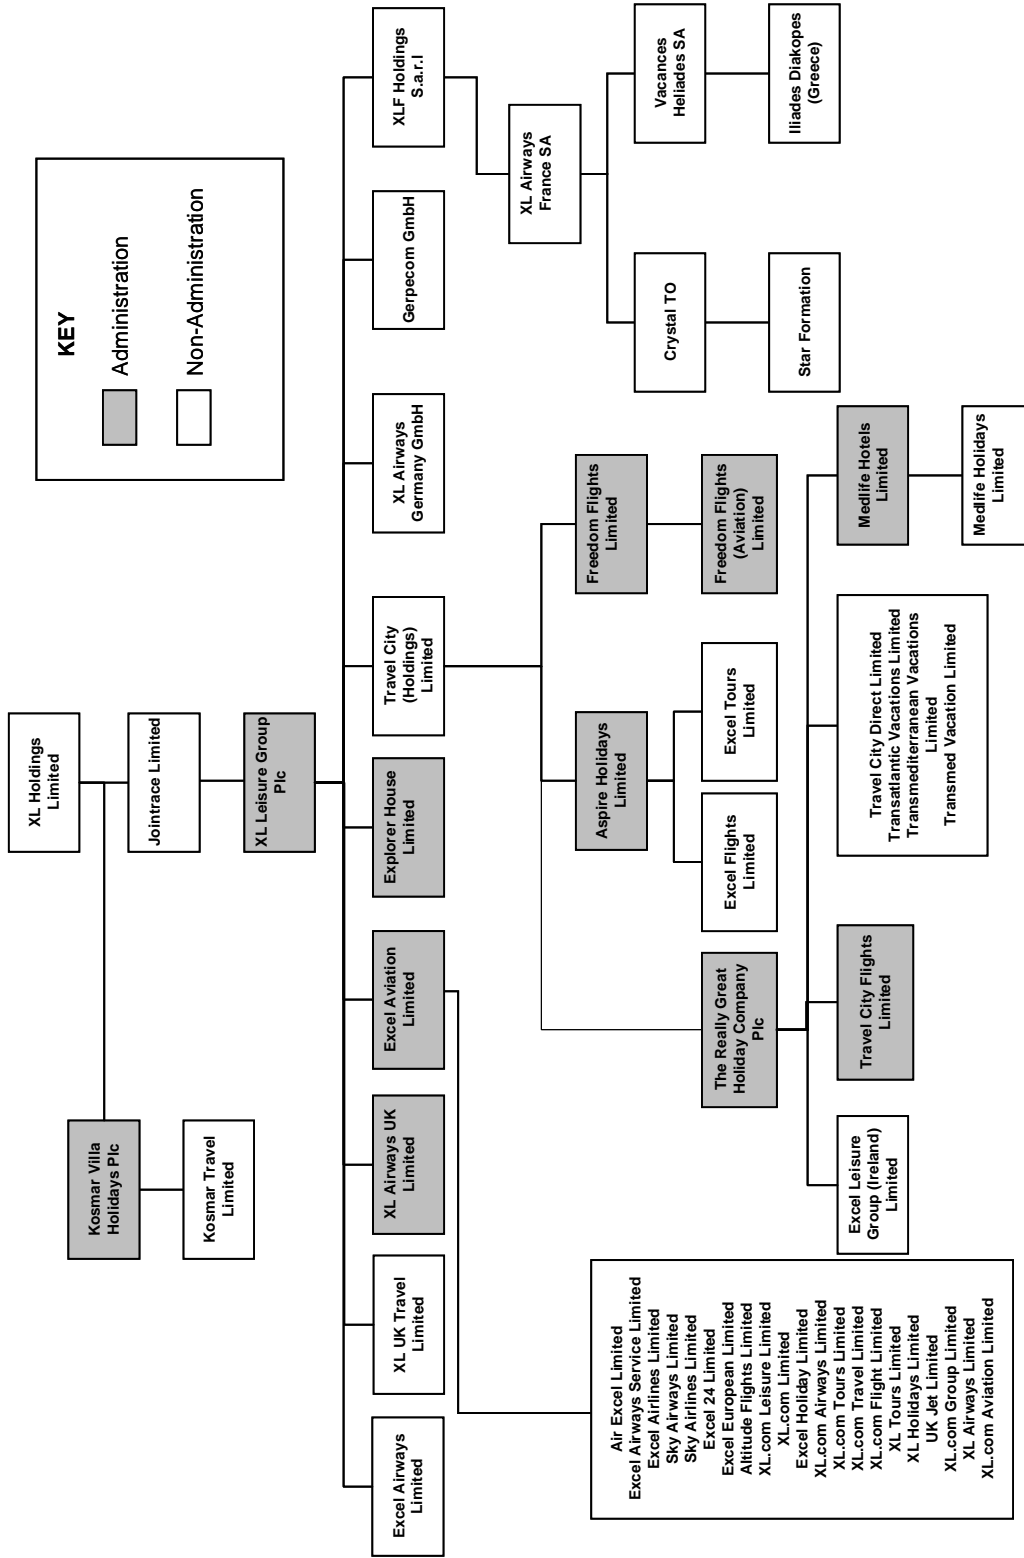 XL Holdings
Limited
KEY
Administration
Non-Administration
Kosmar Villa
Holidays Plc
Jointrace Limited
Kosmar Travel
Limited
XL Leisure Group
Plc
Excel Airways
Limited
XL UK Travel
Limited
XL Airways UK
Limited
Excel Aviation
Limited
Explorer House
Limited
Travel City
(Holdings)
Limited
XL Airways
Germany GmbH
Gerpecom GmbH
XLF Holdings
S.a.r.l
XL Airways
France SA
Aspire Holidays
Limited
Freedom Flights
Limited
Crystal TO
Vacances
Heliades SA
The Really Great
Holiday Company
Plc
Excel Flights
Limited
Excel Tours
Limited
Freedom Flights
(Aviation)
Limited
Star Formation
Iliades Diakopes
(Greece)
Air Excel Limited
Excel Airways Service Limited
Excel Airlines Limited
Sky Airways Limited
Sky Airlines Limited
Excel 24 Limited
Excel European Limited
Altitude Flights Limited
XL.com Leisure Limited
XL.com Limited
Excel Holiday Limited
XL.com Airways Limited
XL.com Tours Limited
XL.com Travel Limited
XL.com Flight Limited
XL Tours Limited
XL Holidays Limited
UK Jet Limited
XL.com Group Limited
XL Airways Limited
XL.com Aviation Limited
Excel Leisure
Group (Ireland)
Limited
Travel City Flights
Limited
Travel City Direct Limited
Transatlantic Vacations Limited
Transmediterranean Vacations
Limited
Transmed Vacation Limited
Medlife Hotels
Limited
Medlife Holidays
Limited